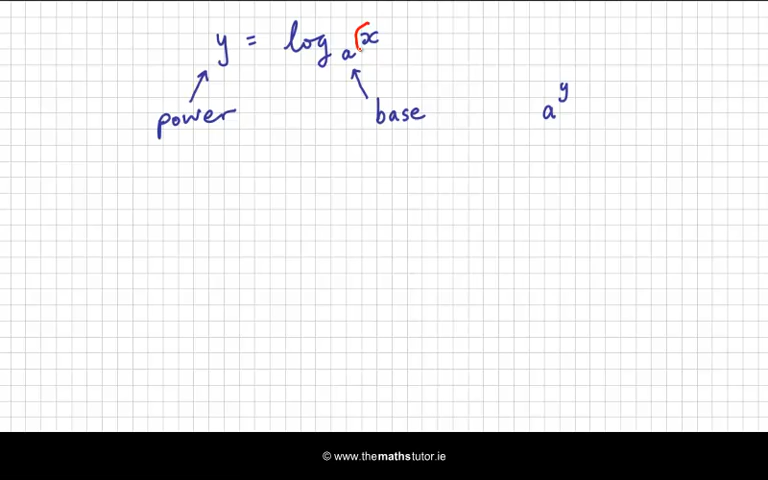 y = log a (x
power
base
a^y
© www.themathstutor.ie